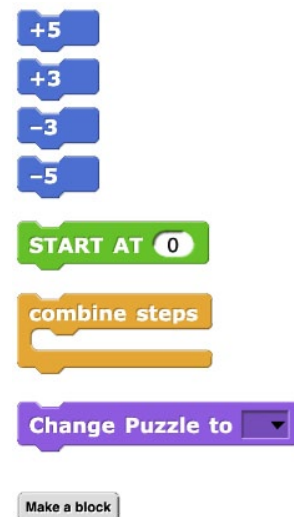 +5
+3
–3
–5
START AT 0
combine steps
Change Puzzle to
Make a block